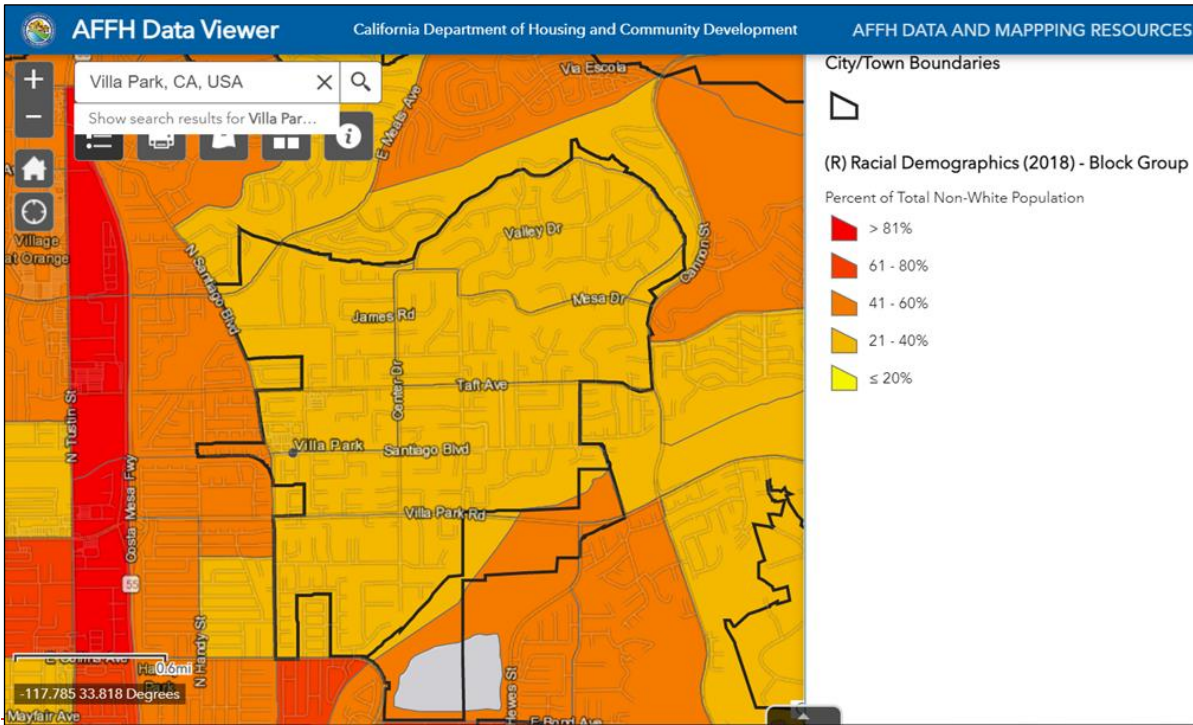 AFFH Data Viewer
California Department of Housing and Community Development
AFFH DATA AND MAPPPING RESOURCES
Villa Park, CA, USA
Show search results for Villa Par...
City/Town Boundaries
(R) Racial Demographics (2018) - Block Group
Percent of Total Non-White Population
> 81%
61 - 80%
41 - 60%
21 - 40%
≤ 20%
Via Escola
E Meats Ave
Village
at Orange
N Santiago Blvd
Valley Dr
Cannon St
Mesa Dr
James Rd
Center Dr
Taft Ave
N Tustin St
Villa Park
Santiago Blvd
Costa Mesa Fwy
Villa Park Rd
55
N Handy St
0.6mi
Park
-117.785 33.818 Degrees
Hewes St
Mayfair Ave
E Bond Ave